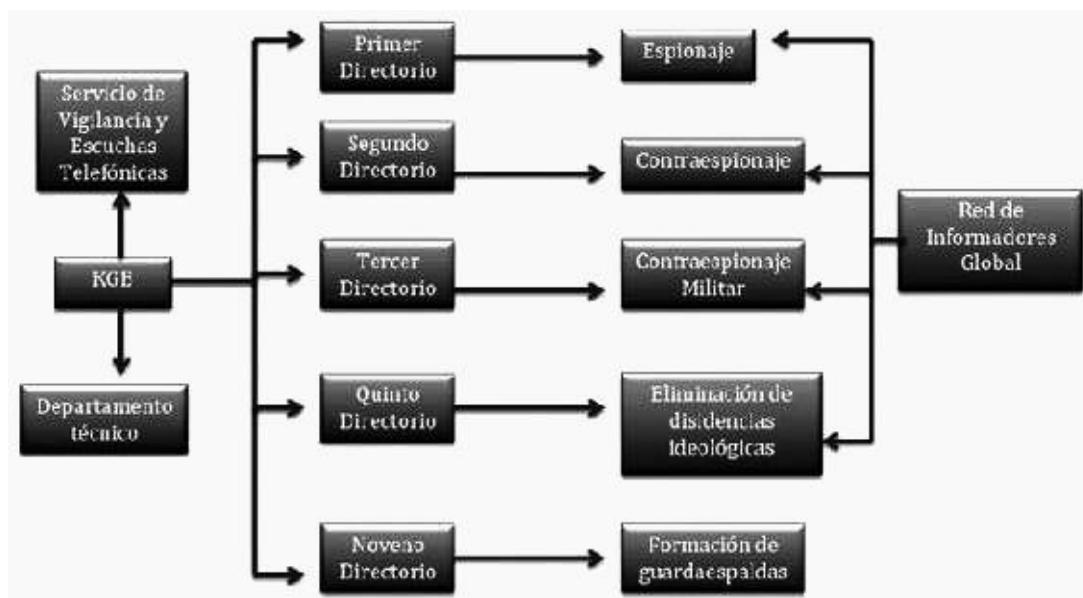 Servicio de
Vigilancia y
Escuchas
Telefónicas
KGB
Departamento
técnico
Primer
Directorio
Segundo
Directorio
Tercer
Directorio
Quinto
Directorio
Noveno
Directorio
Espionaje
Contraespionaje
Contraespionaje
Militar
Eliminación de
disidencias
ideológicas
Formación de
guardaespaldas
Red de
Informadores
Global